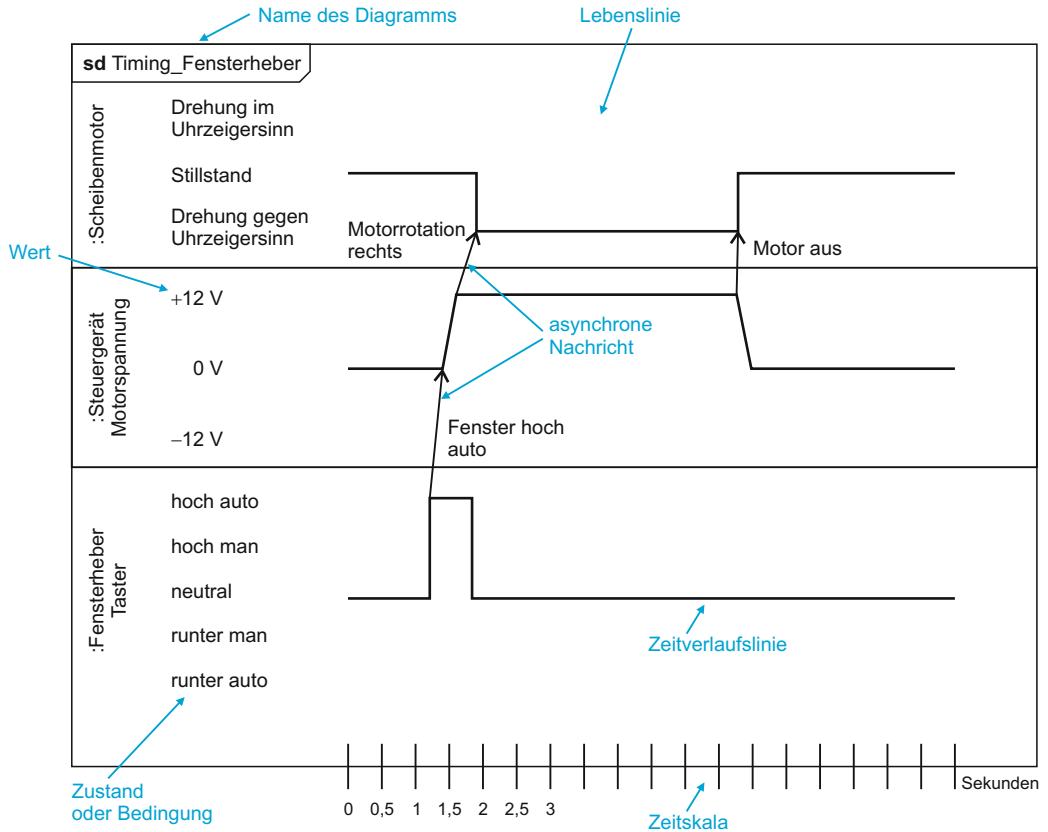 Name des Diagramms
Lebenslinie
sd Timing_Fensterheber
:Scheibenmotor
Drehung im
Uhrzeigersinn
Stillstand
Drehung gegen
Uhrzeigersinn
Motorrotation
rechts
Motor aus
Wert
:Steuergerät
Motorspannung
+12 V
0 V
−12 V
asynchrone
Nachricht
Fenster hoch
auto
:Fensterheber
Taster
hoch auto
hoch man
neutral
runter man
runter auto
Zeitverlaufslinie
Zustand
oder Bedingung
0 0,5 1 1,5 2 2,5 3
Sekunden
Zeitskala